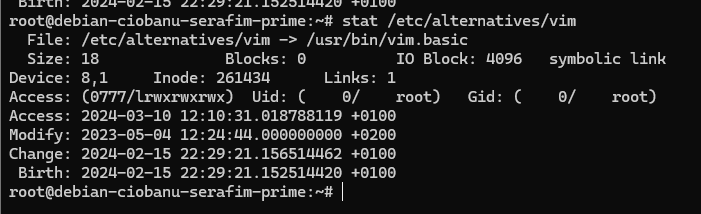 Birth: 2024-02-15 22:29:21.152514420 +0100
root@debian-ciobanu-serafim-prime:~# stat /etc/alternatives/vim
  File: /etc/alternatives/vim -> /usr/bin/vim.basic
  Size: 18              Blocks: 0          IO Block: 4096   symbolic link
Device: 8,1     Inode: 261434      Links: 1
Access: (0777/lrwxrwxrwx)  Uid: (    0/    root)   Gid: (    0/    root)
Access: 2024-03-10 12:10:31.018788119 +0100
Modify: 2023-05-04 12:24:44.000000000 +0200
Change: 2024-02-15 22:29:21.156514462 +0100
 Birth: 2024-02-15 22:29:21.152514420 +0100
root@debian-ciobanu-serafim-prime:~#